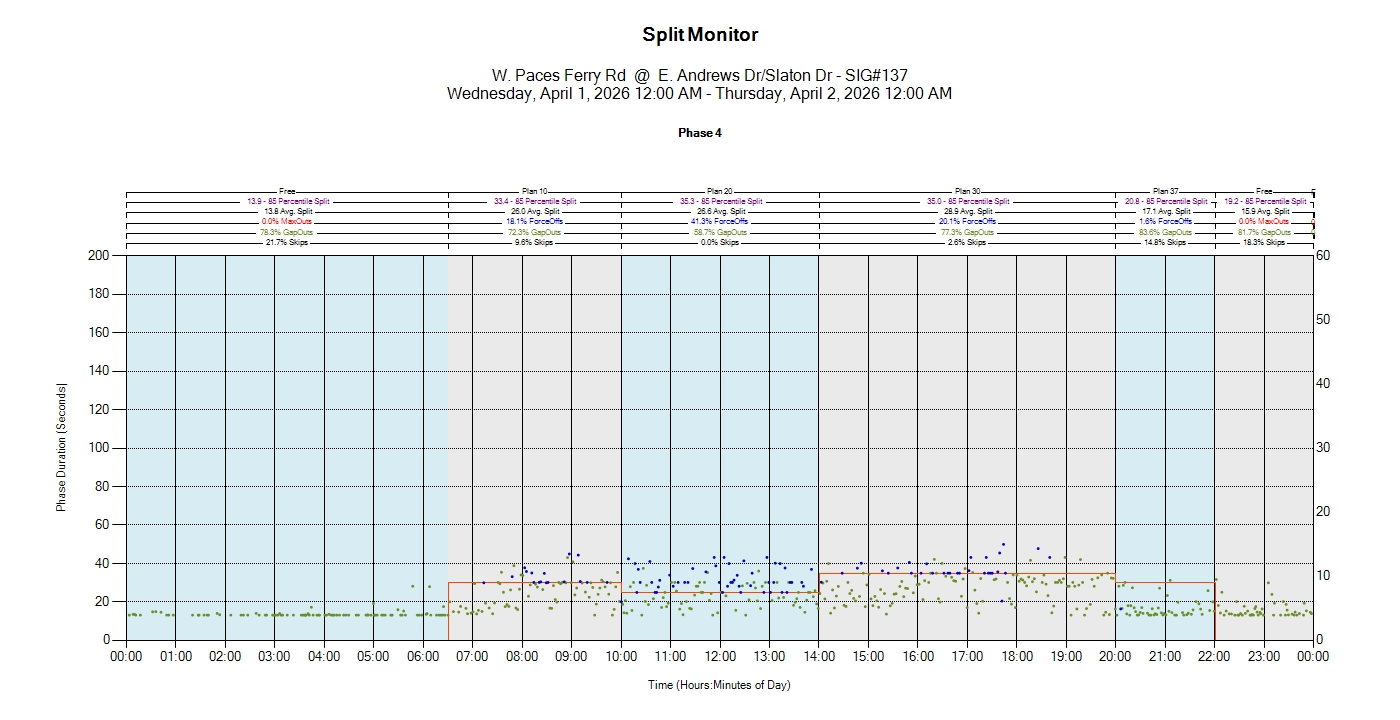 Split Monitor
W. Paces Ferry Rd @ E. Andrews Dr/Slaton Dr - SIG#137
Wednesday, April 1, 2026 12:00 AM - Thursday, April 2, 2026 12:00 AM
Phase 4
Free Plan 10 Plan 20 Plan 30 Plan 37 Free
13.9 - 85 Percentile Split 33.4 - 85 Percentile Split 35.3 - 85 Percentile Split 35.0 - 85 Percentile Split 20.8 - 85 Percentile Split 19.2 - 85 Percentile Split
13.8 Avg. Split 26.0 Avg. Split 26.6 Avg. Split 28.9 Avg. Split 17.1 Avg. Split 15.9 Avg. Split
0.0% MaxOuts 18.1% ForceOffs 41.3% ForceOffs 20.1% ForceOffs 1.6% ForceOffs 0.0% MaxOuts
78.3% GapOuts 72.3% GapOuts 58.7% GapOuts 77.3% GapOuts 83.6% GapOuts 81.7% GapOuts
21.7% Skips 9.6% Skips 0.0% Skips 2.6% Skips 14.8% Skips 18.3% Skips
200 60
180
50
160
140
40
120
100 30
80
20
60
40
10
20
0 0
Phase Duration (Seconds)
00:00 01:00 02:00 03:00 04:00 05:00 06:00 07:00 08:00 09:00 10:00 11:00 12:00 13:00 14:00 15:00 16:00 17:00 18:00 19:00 20:00 21:00 22:00 23:00 00:00
Time (Hours:Minutes of Day)